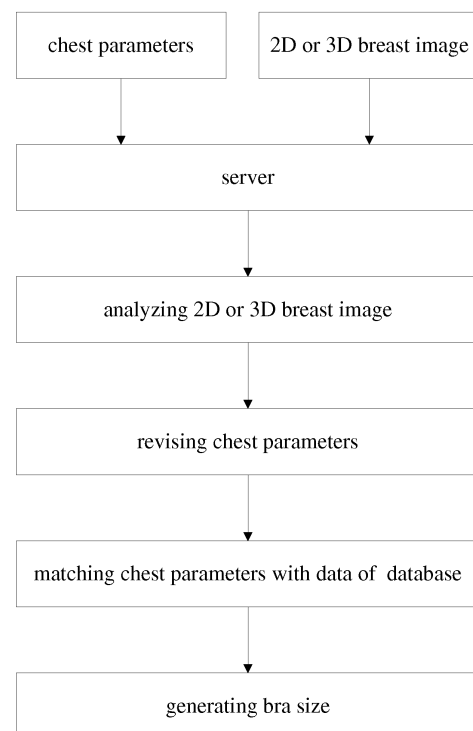 chest parameters
2D or 3D breast image
server
analyzing 2D or 3D breast image
revising chest parameters
matching chest parameters with data of database
generating bra size